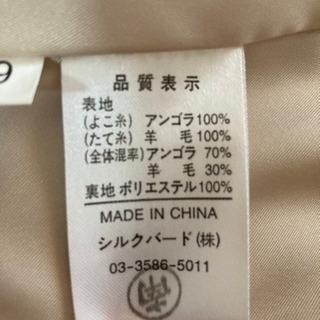 9
品質表示
表地
(よこ糸) アンゴラ100%
(たて糸) 羊 毛 100%
(全体混率) アンゴラ 70%
羊 毛 30%
裏地 ポリエステル100%
MADE IN CHINA
シルクバード(株)
03-3586-5011